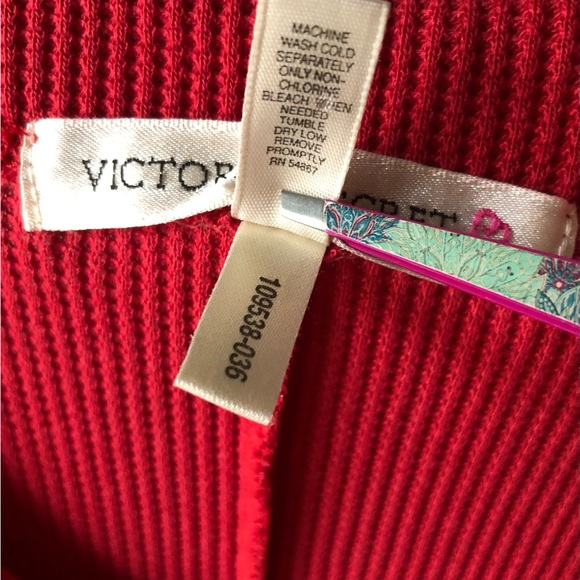 MACHINE
WASH COLD
SEPARATELY
ONLY NON-
CHLORINE
BLEACH WHEN
NEEDED
TUMBLE
DRY LOW
REMOVE
PROMPTLY
RN 54867
VICTOR CRET
109538-036